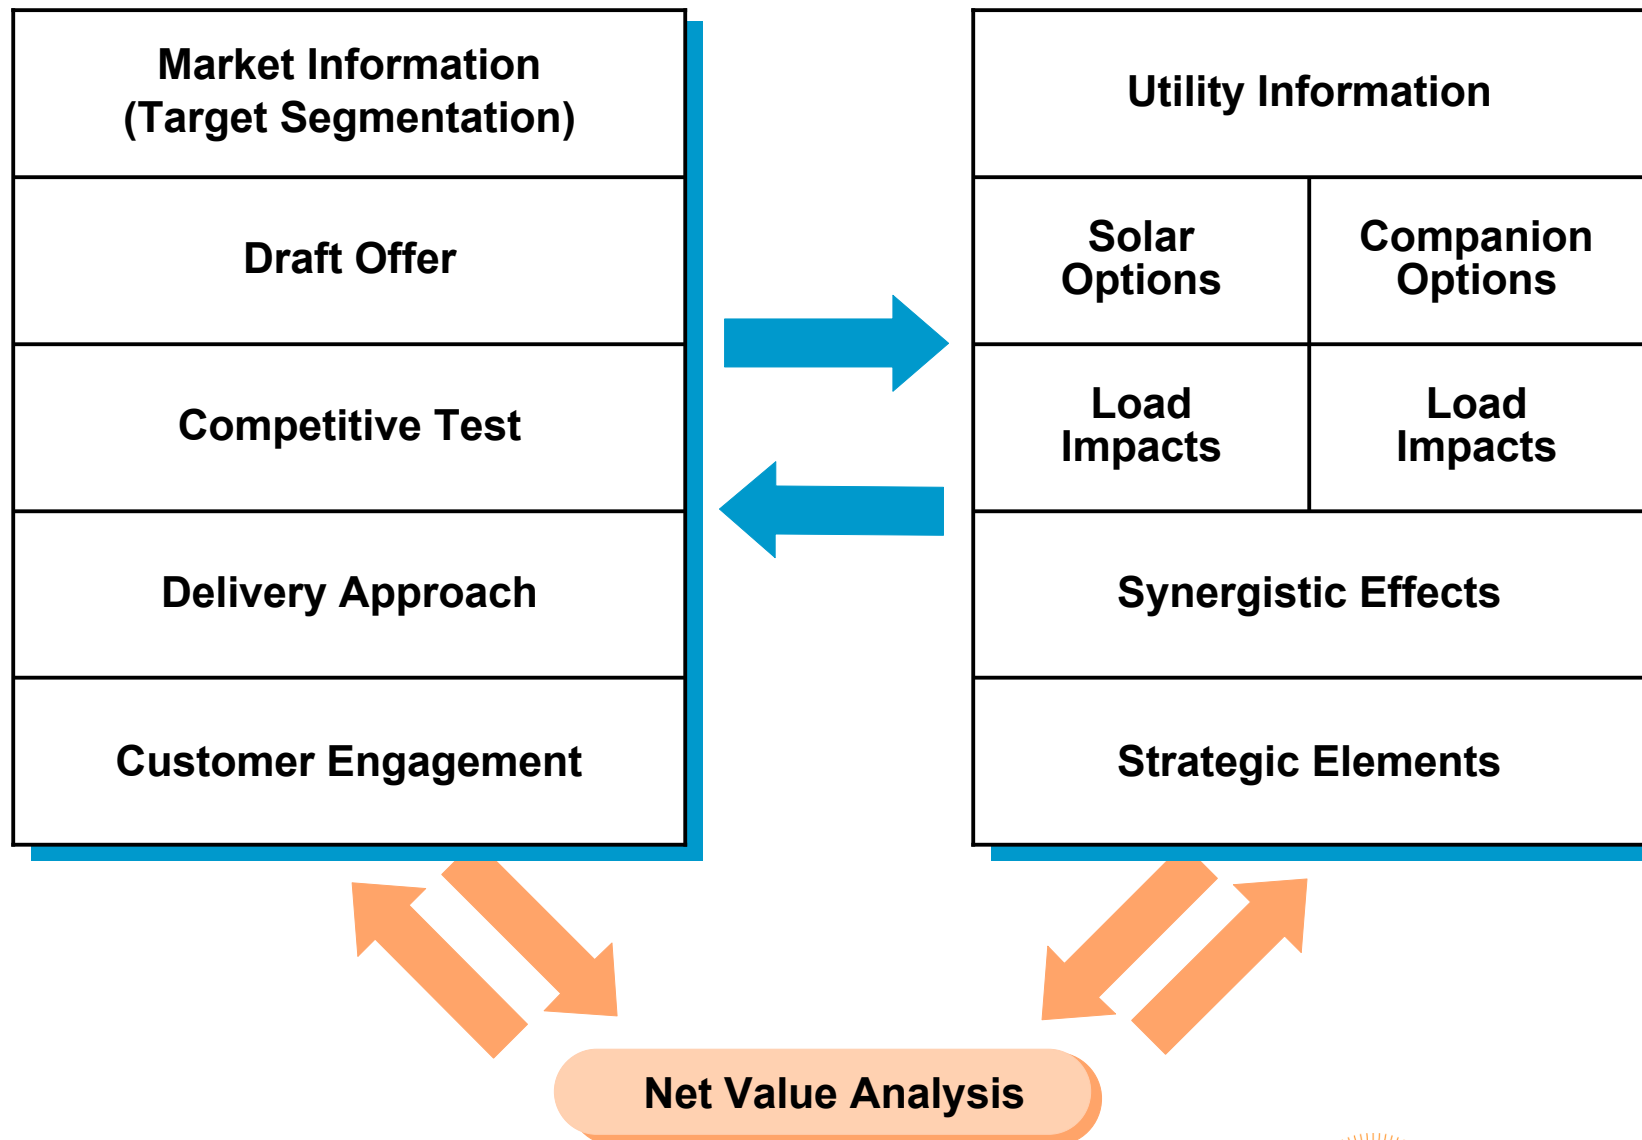 Market Information
(Target Segmentation)
Draft Offer
Competitive Test
Delivery Approach
Customer Engagement
Utility Information
Solar
Options
Companion
Options
Load
Impacts
Load
Impacts
Synergistic Effects
Strategic Elements
Net Value Analysis